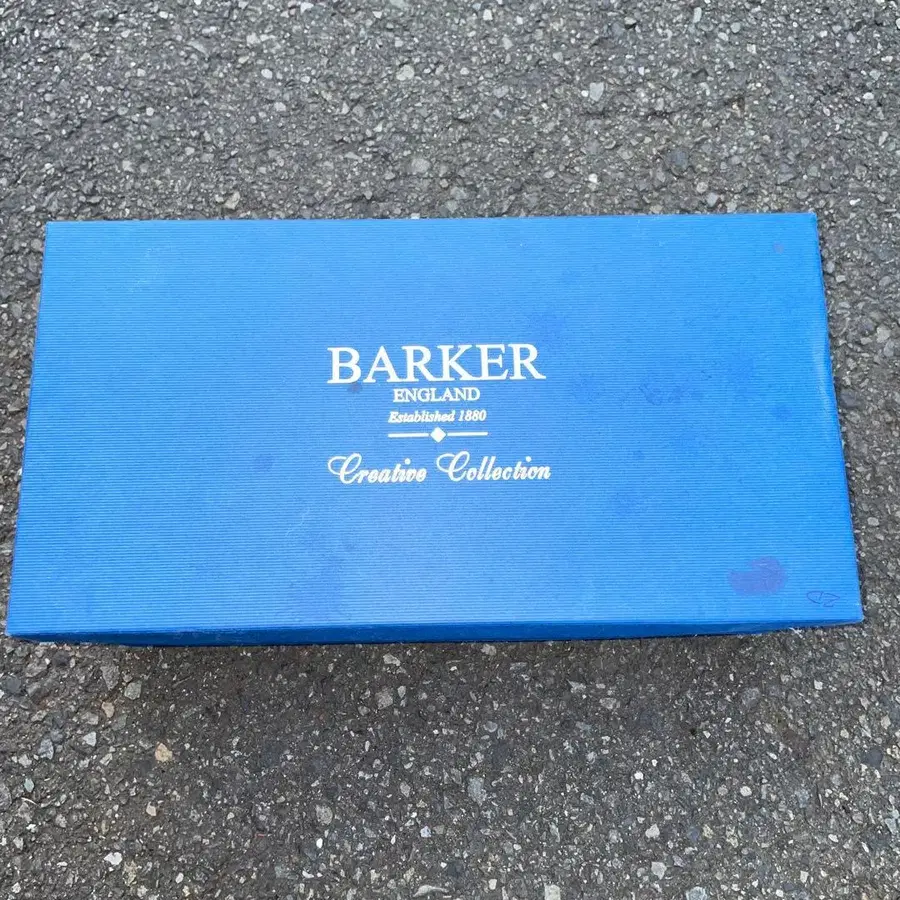 BARKER
ENGLAND
Established 1880
Creative Collection